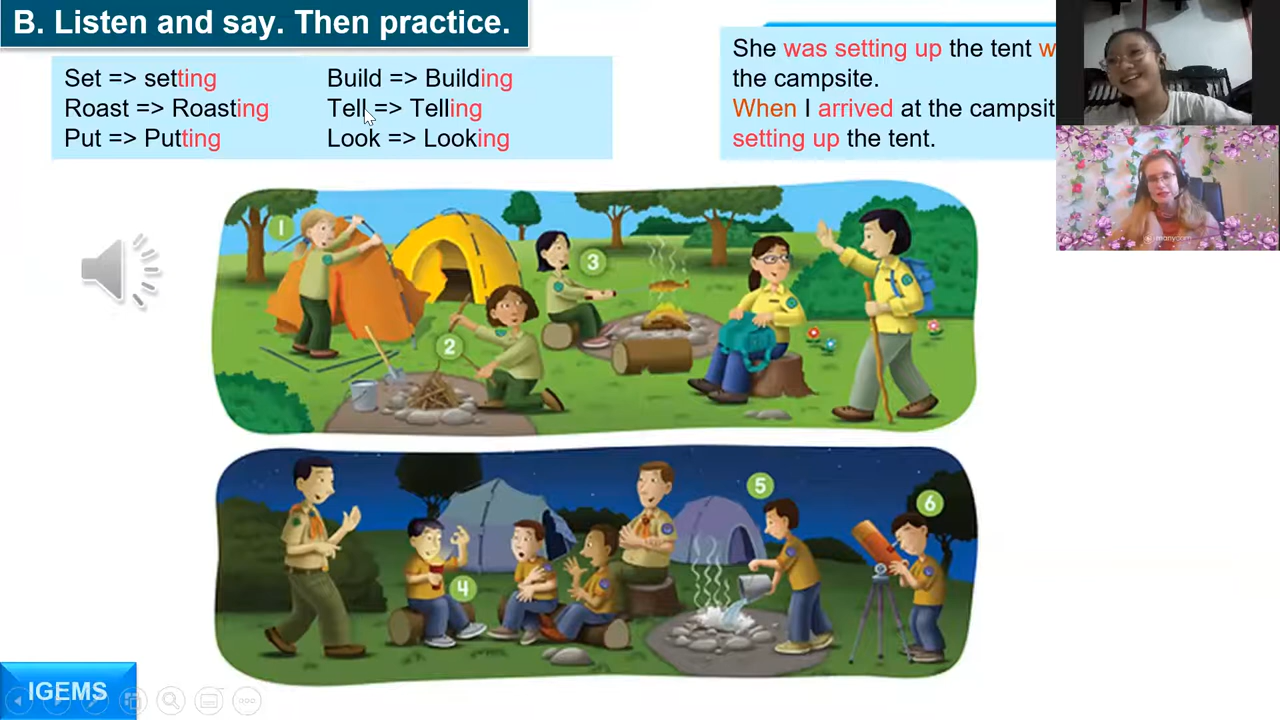 B. Listen and say. Then practice.
Set => setting
Roast => Roasting
Put => Putting
Build => Building
Tell => Telling
Look => Looking
She was setting up the tent w
the campsite.
When I arrived at the campsit
setting up the tent.
1
2
3
4
5
6
IGEMS
manycam